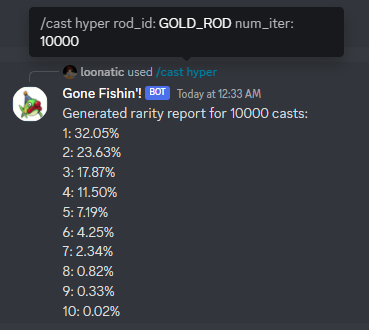 /cast hyper rod_id: GOLD_ROD num_iter:
10000
loonatic used /cast hyper
Gone Fishin'! BOT Today at 12:33 AM
Generated rarity report for 10000 casts:
1: 32.05%
2: 23.63%
3: 17.87%
4: 11.50%
5: 7.19%
6: 4.25%
7: 2.34%
8: 0.82%
9: 0.33%
10: 0.02%